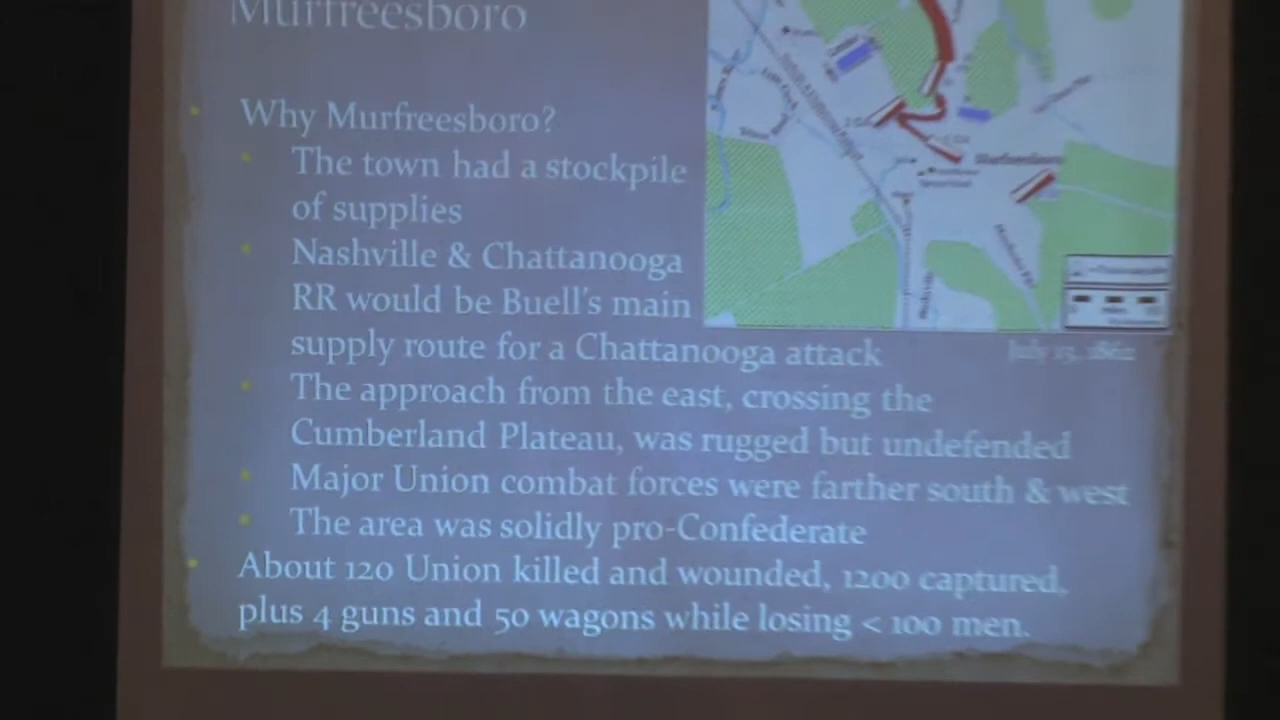 Murfreesboro
Why Murfreesboro?
The town had a stockpile
of supplies
Nashville & Chattanooga
RR would be Buell's main
supply route for a Chattanooga attack
July 13, 1862
The approach from the east, crossing the
Cumberland Plateau, was rugged but undefended
Major Union combat forces were farther south & west
The area was solidly pro-Confederate
About 120 Union killed and wounded, 1200 captured,
plus 4 guns and 50 wagons while losing < 100 men.